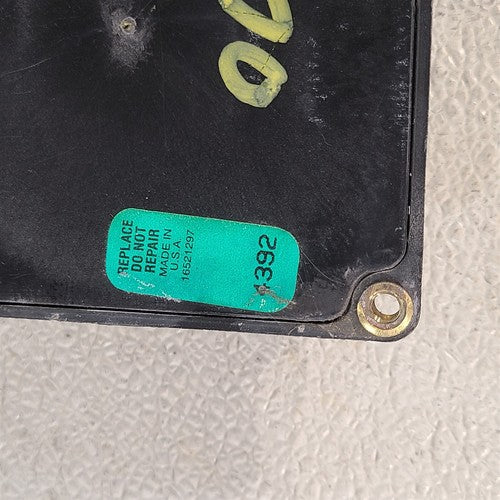 REPLACE
DO NOT
REPAIR
MADE IN
U.S.A.
16521297
392